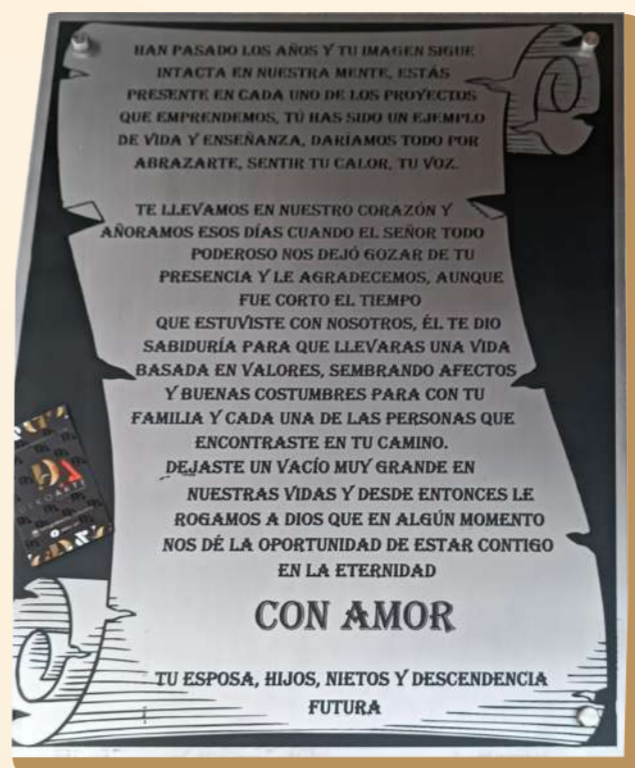 HAN PASADO LOS AÑOS Y TU IMAGEN SIGUE
INTACTA EN NUESTRA MENTE, ESTÁS
PRESENTE EN CADA UNO DE LOS PROYECTOS
QUE EMPRENDEMOS, TÚ HAS SIDO UN EJEMPLO
DE VIDA Y ENSEÑANZA, DARÍAMOS TODO POR
ABRAZARTE, SENTIR TU CALOR, TU VOZ.
TE LLEVAMOS EN NUESTRO CORAZÓN Y
AÑORAMOS ESOS DÍAS CUANDO EL SEÑOR TODO
PODEROSO NOS DEJÓ GOZAR DE TU
PRESENCIA Y LE AGRADECEMOS, AUNQUE
FUE CORTO EL TIEMPO
QUE ESTUVISTE CON NOSOTROS, ÉL TE DIO
SABIDURÍA PARA QUE LLEVARAS UNA VIDA
BASADA EN VALORES, SEMBRANDO AFECTOS
Y BUENAS COSTUMBRES PARA CON TU
FAMILIA Y CADA UNA DE LAS PERSONAS QUE
ENCONTRASTE EN TU CAMINO.
DEJASTE UN VACÍO MUY GRANDE EN
NUESTRAS VIDAS Y DESDE ENTONCES LE
ROGAMOS A DIOS QUE EN ALGÚN MOMENTO
NOS DÉ LA OPORTUNIDAD DE ESTAR CONTIGO
EN LA ETERNIDAD
CON AMOR
TU ESPOSA, HIJOS, NIETOS Y DESCENDENCIA
FUTURA